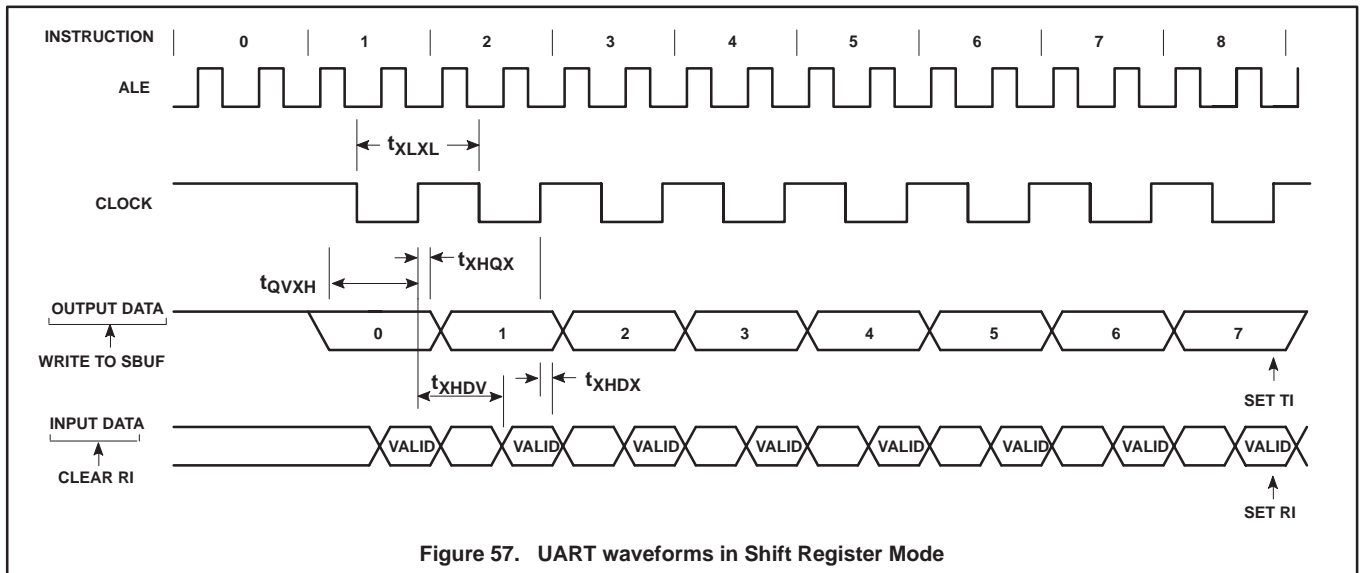 INSTRUCTION 0 1 2 3 4 5 6 7 8
ALE
tXLXL
CLOCK
tXHQX
tQVXH
OUTPUT DATA
0 1 2 3 4 5 6 7
WRITE TO SBUF
tXHDV
tXHDX
SET TI
INPUT DATA
VALID VALID VALID VALID VALID VALID VALID VALID
CLEAR RI
SET RI
Figure 57. UART waveforms in Shift Register Mode